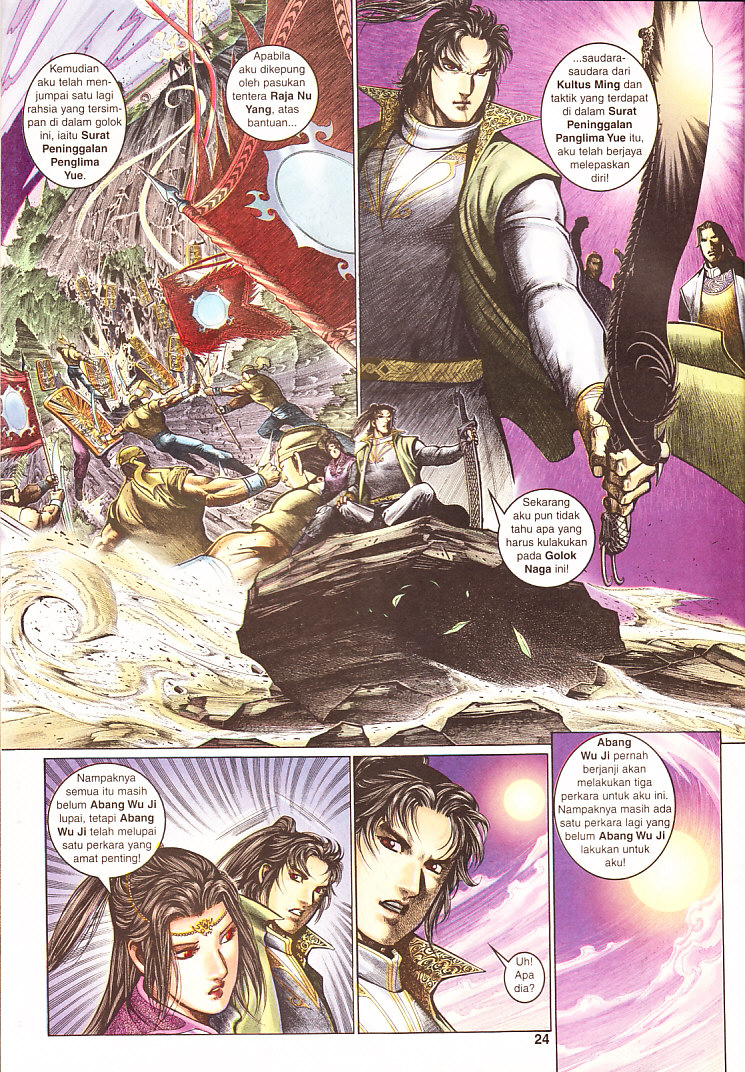 Kemudian
aku telah men-
jumpai satu lagi
rahsia yang tersim-
pan di dalam golok
ini, iaitu Surat
Peninggalan
Penglima
Yue.
Apabila
aku dikepung
oleh pasukan
tentera Raja Nu
Yang, atas
bantuan...
...saudara-
saudara dari
Kultus Ming dan
taktik yang terdapat
di dalam Surat
Peninggalan
Panglima Yue itu,
aku telah berjaya
melepaskan
diri!
Sekarang
aku pun tidak
tahu apa yang
harus kulakukan
pada Golok
Naga ini!
Nampaknya
semua itu masih
belum Abang Wu Ji
lupai, tetapi Abang
Wu Ji telah melupai
satu perkara yang
amat penting!
Uh!
Apa
dia?
Abang
Wu Ji pernah
berjanji akan
melakukan tiga
perkara untuk aku ini.
Nampaknya masih ada
satu perkara lagi yang
belum Abang Wu Ji
lakukan untuk
aku!
24